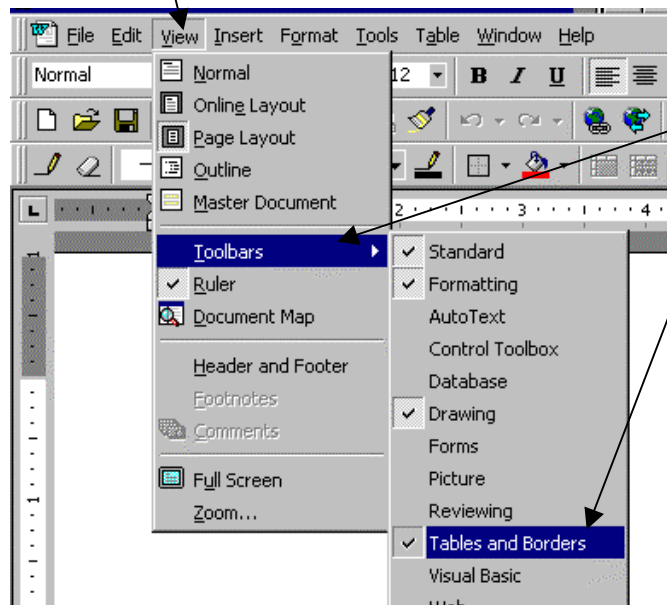 File Edit View Insert Format Tools Table Window Help
Normal 12 B I U
Normal
Online Layout
Page Layout
Outline
Master Document
L 2 3 4
Toolbars
Ruler
Document Map
Header and Footer
Footnotes
Comments
Full Screen
Zoom...
Standard
Formatting
AutoText
Control Toolbox
Database
Drawing
Forms
Picture
Reviewing
Tables and Borders
Visual Basic
1